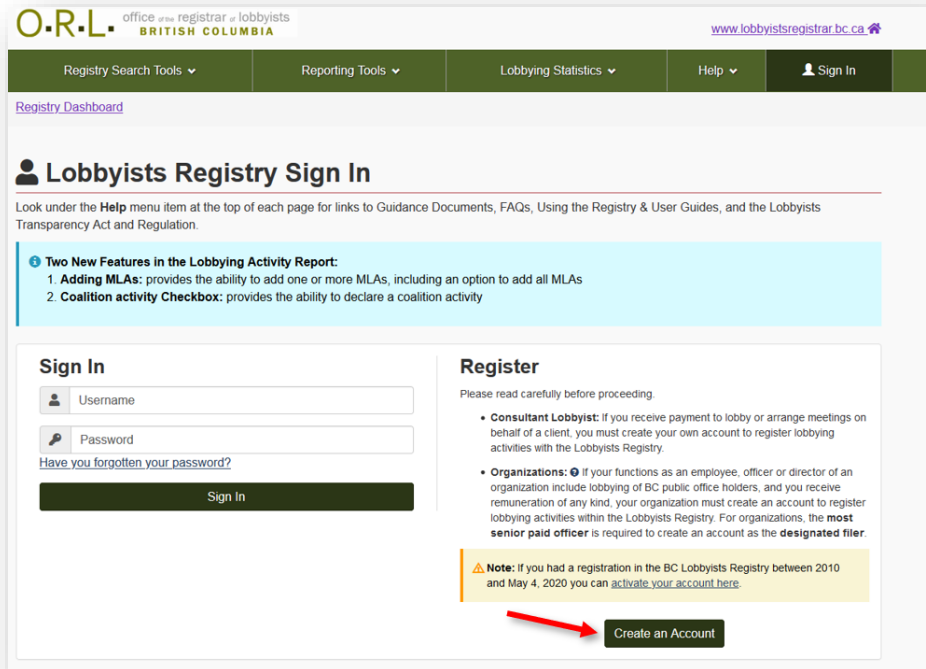 O.R.L. office of the registrar of lobbyists
BRITISH COLUMBIA
www.lobbyistsregistrar.bc.ca
Registry Search Tools Reporting Tools Lobbying Statistics Help Sign In
Registry Dashboard
Lobbyists Registry Sign In
Look under the Help menu item at the top of each page for links to Guidance Documents, FAQs, Using the Registry & User Guides, and the Lobbyists
Transparency Act and Regulation.
Two New Features in the Lobbying Activity Report:
1. Adding MLAs: provides the ability to add one or more MLAs, including an option to add all MLAs
2. Coalition activity Checkbox: provides the ability to declare a coalition activity
Sign In
Username
Password
Have you forgotten your password?
Sign In
Register
Please read carefully before proceeding.
• Consultant Lobbyist: If you receive payment to lobby or arrange meetings on
behalf of a client, you must create your own account to register lobbying
activities with the Lobbyists Registry.
• Organizations: If your functions as an employee, officer or director of an
organization include lobbying of BC public office holders, and you receive
remuneration of any kind, your organization must create an account to register
lobbying activities within the Lobbyists Registry. For organizations, the most
senior paid officer is required to create an account as the designated filer.
Note: If you had a registration in the BC Lobbyists Registry between 2010
and May 4, 2020 you can activate your account here.
Create an Account